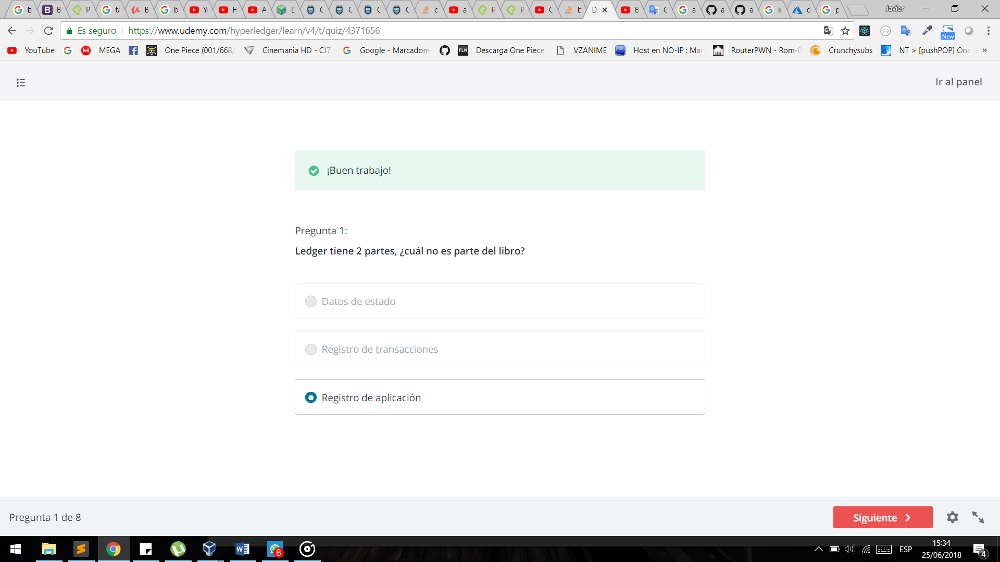 Javier
Es seguro
https://www.udemy.com/hyperledger/learn/v4/t/quiz/4371656
New
YouTube
MEGA
One Piece (001/668/
Cinemania HD - CJ7
Google - Marcadore
FLN
Descarga One Piece
VZANIME
Host en NO-IP : Man
RouterPWN - Rom-0
Crunchysubs
NT > [pushPOP] One
»
Ir al panel
¡Buen trabajo!
Pregunta 1:
Ledger tiene 2 partes, ¿cuál no es parte del libro?
Datos de estado
Registro de transacciones
Registro de aplicación
Pregunta 1 de 8
Siguiente
8
ESP
15:34
25/06/2018
4